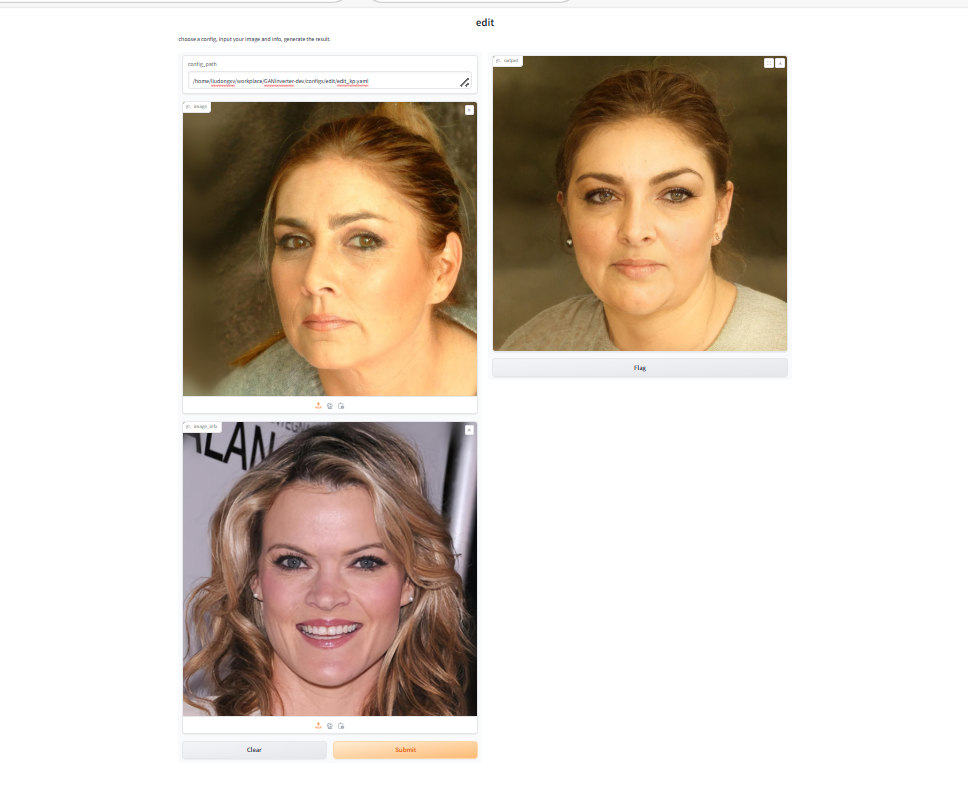 edit
choose a config, input your image and info, generate the result.
config_path
/home/liudongov/workplace/GANInverter-dev/configs/edit/edit_kp.yaml
image
output
Flag
image_info
ALAN
Clear
Submit